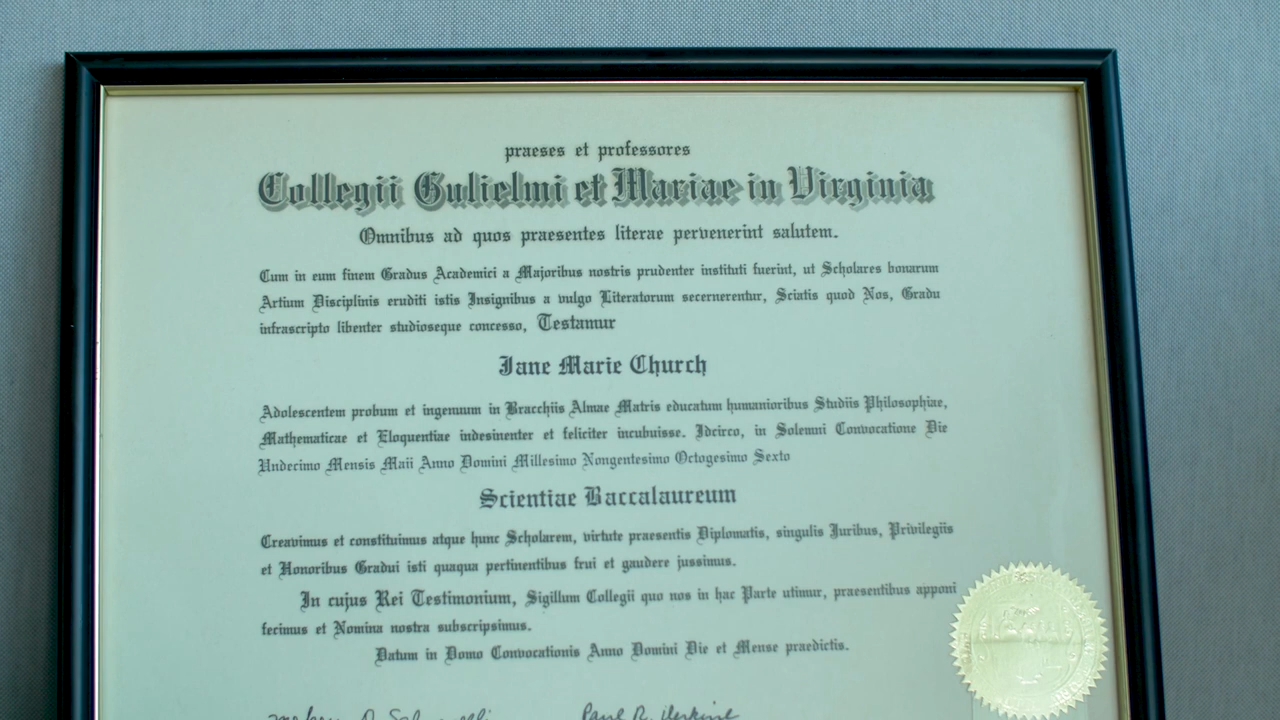 praeses et professores
Collegii Gulielmi et Mariae in Virginia
Omnibus ad quos praesentes literae pervenerint salutem.
Cum in eum finem Gradus Academici a Majoribus nostris prudenter instituti fuerint, ut Scholares bonarum
Artium Disciplinis eruditi istis Insignibus a vulgo Literatorum secernerentur, Sciatis quod Nos, Gradu
infrascripto libenter studioseque concesso, Testamur
Jane Marie Church
Adolescentem probum et ingenuum in Bracchiis Almae Matris educatum humanioribus Studiis Philosophiae,
Mathematicae et Eloquentiae indesinenter et feliciter incubuisse. Idcirco, in Solemni Convocatione Die
Undecimo Mensis Maii Anno Domini Millesimo Nongentesimo Octogesimo Sexto
Scientiae Baccalaureum
Creavimus et constituimus atque hunc Scholarem, virtute praesentis Diplomatis, singulis Juribus, Privilegiis
et Honoribus Gradui isti quaqua pertinentibus frui et gaudere jussimus.
In cujus Rei Testimonium, Sigillum Collegii quo nos in hac Parte utimur, praesentibus apponi
fecimus et Nomina nostra subscripsimus.
Datum in Domo Convocationis Anno Domini Die et Mense praedictis.
Paul R.